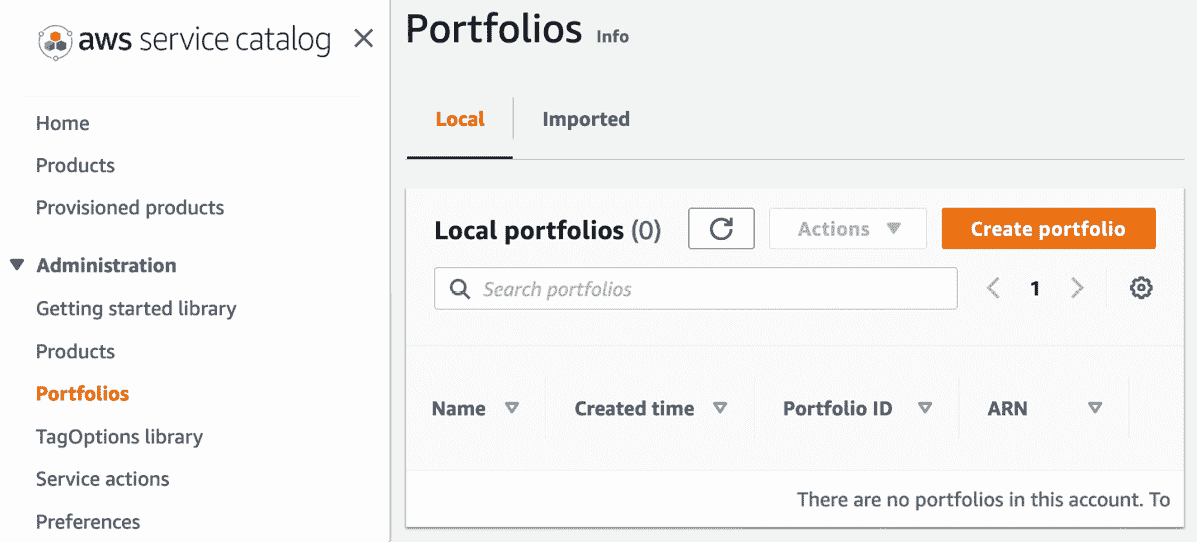 aws service catalog
Home
Products
Provisioned products
Administration
Getting started library
Products
Portfolios
TagOptions library
Service actions
Preferences
Portfolios Info
Local Imported
Local portfolios (0) Actions Create portfolio
Search portfolios 1
Name Created time Portfolio ID ARN
There are no portfolios in this account. To